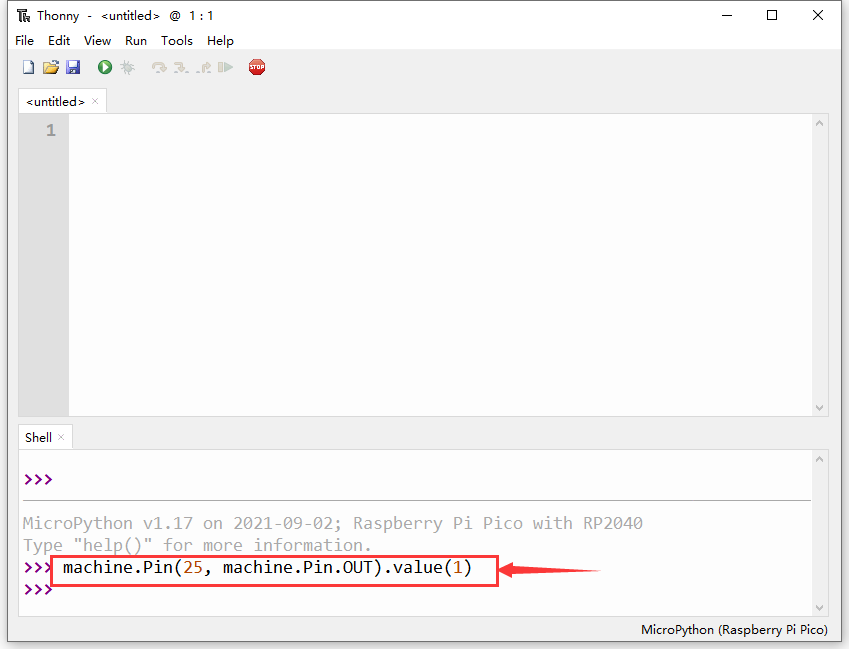 Thonny - <untitled> @ 1 : 1
File Edit View Run Tools Help
STOP
<untitled> ×
1
Shell ×
>>>
MicroPython v1.17 on 2021-09-02; Raspberry Pi Pico with RP2040
Type "help()" for more information.
>>> machine.Pin(25, machine.Pin.OUT).value(1)
>>>
MicroPython (Raspberry Pi Pico)